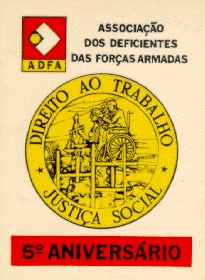 ADFA
ASSOCIAÇÃO
DOS DEFICIENTES
DAS FORÇAS ARMADAS
DIREITO AO TRABALHO
JUSTIÇA SOCIAL
5º ANIVERSÁRIO